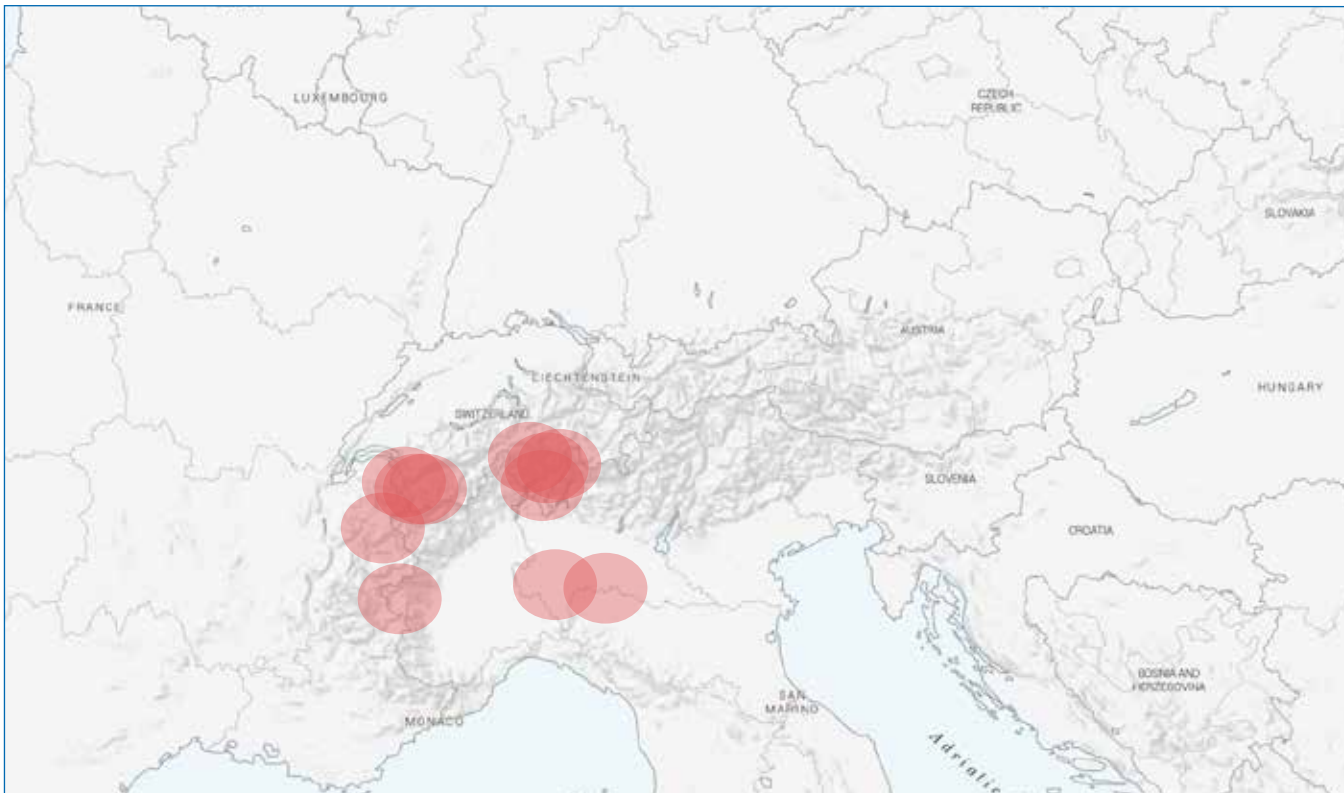 LUXEMBOURG
CZECH
REPUBLIC
SLOVAKIA
FRANCE
AUSTRIA
LIECHTENSTEIN
HUNGARY
SWITZERLAND
SLOVENIA
CROATIA
BOSNIA AND
HERZEGOVINA
SAN
MARINO
MONACO
Adriatic